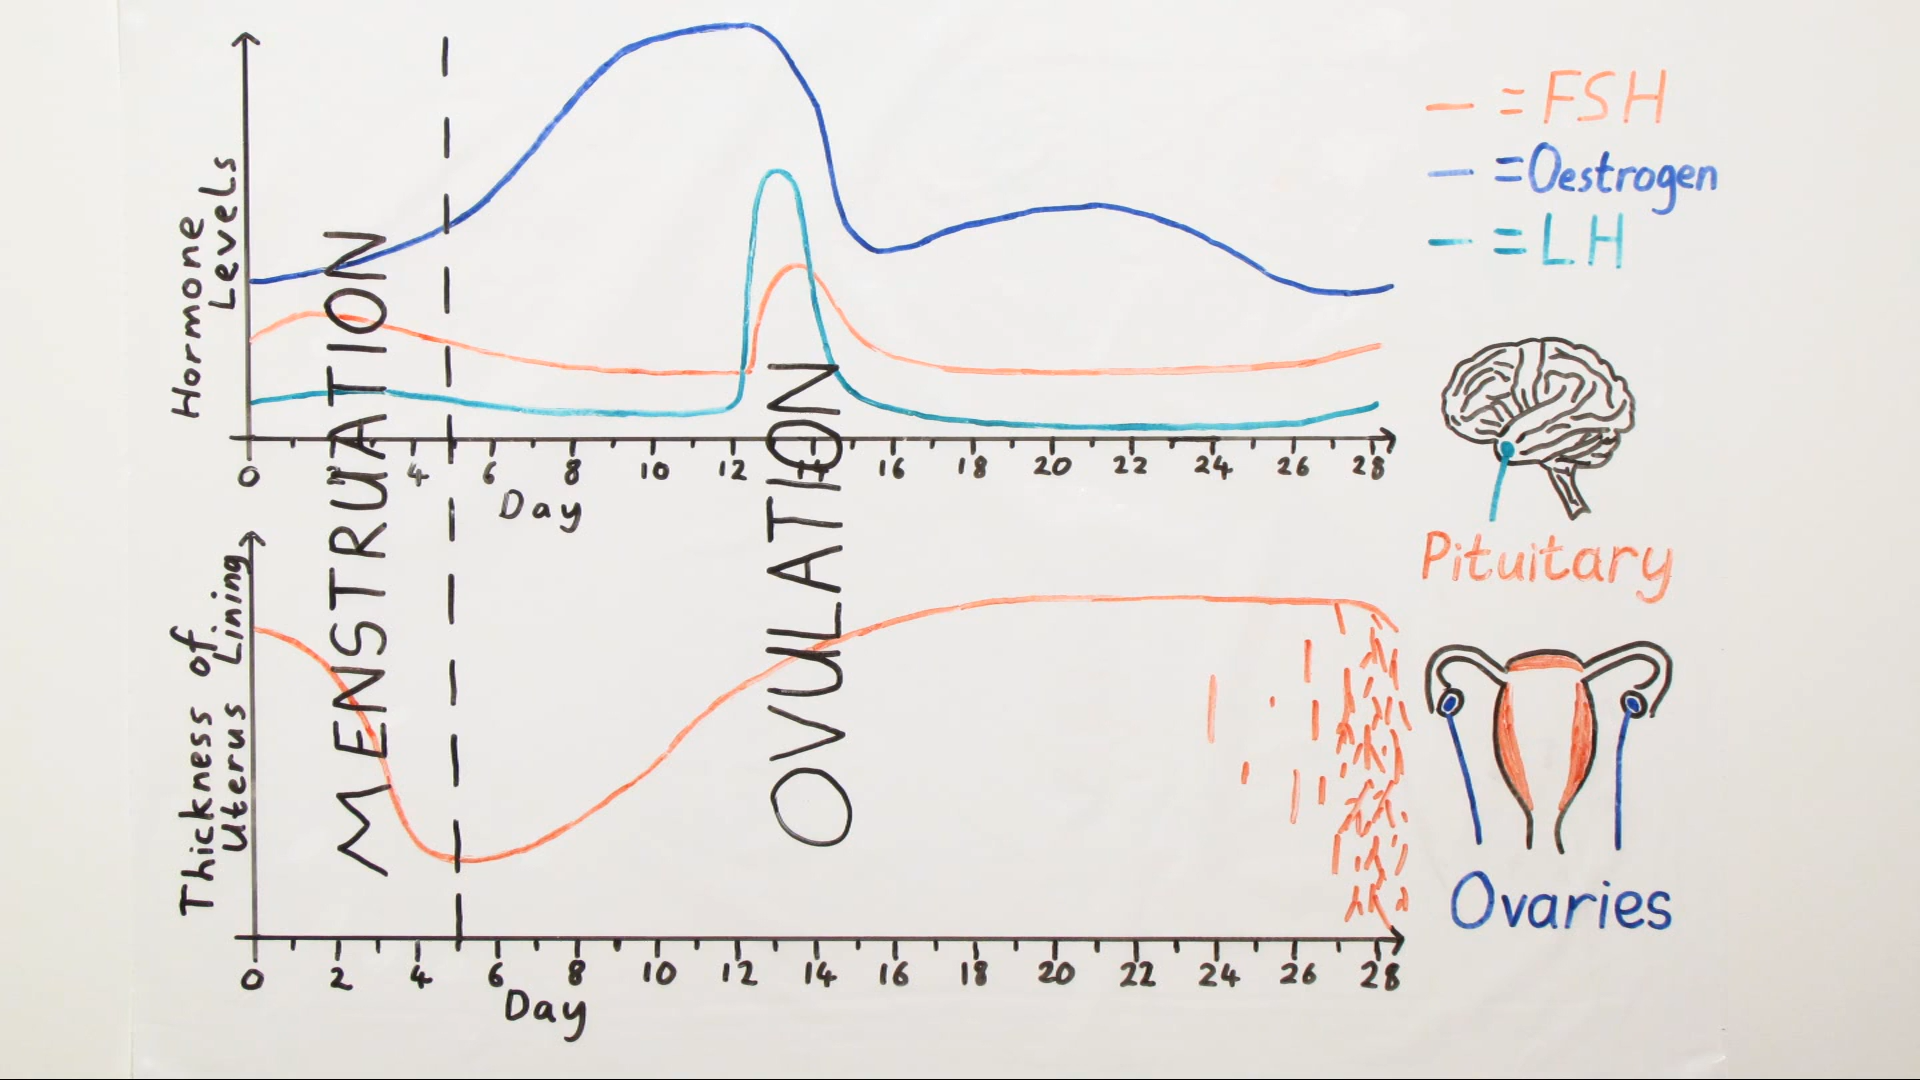 Hormone
Levels
= FSH
= Oestrogen
= LH
MENSTRUATION
OVULATION
0 2 4 6 8 10 12 14 16 18 20 22 24 26 28
Day
Pituitary
Thickness of
Uterus Lining
0 2 4 6 8 10 12 14 16 18 20 22 24 26 28
Day
Ovaries